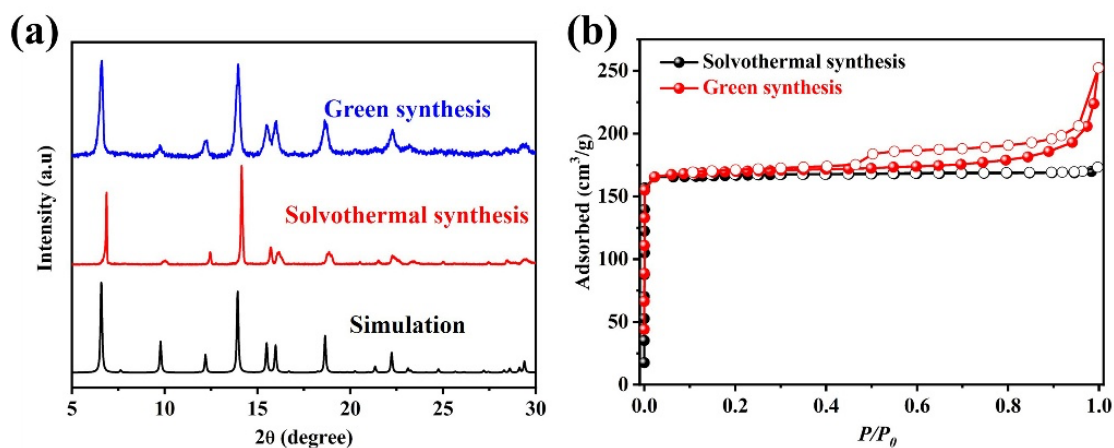 (a)
Green synthesis
Solvothermal synthesis
Simulation
Intensity (a.u)
5 10 15 20 25 30
2θ (degree)
(b)
Solvothermal synthesis
Green synthesis
250
200
150
100
50
0
Adsorbed (cm³/g)
0.0 0.2 0.4 0.6 0.8 1.0
P/P₀